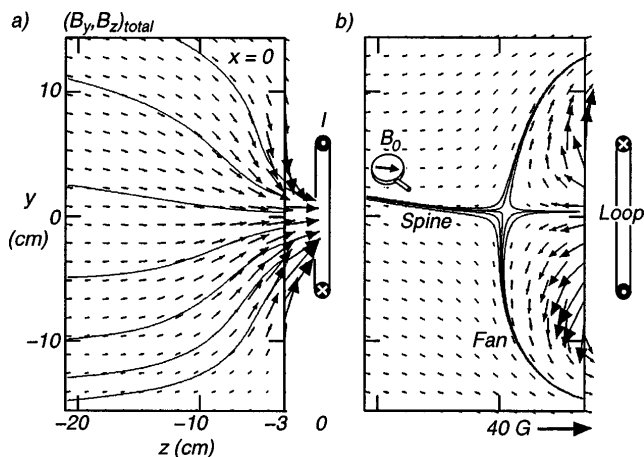 a) (B_y, B_z)_total
x = 0
10
y
0
(cm)
-10
-20
-10
-3
0
z (cm)
I
b)
B_0
Spine
Fan
Loop
40 G